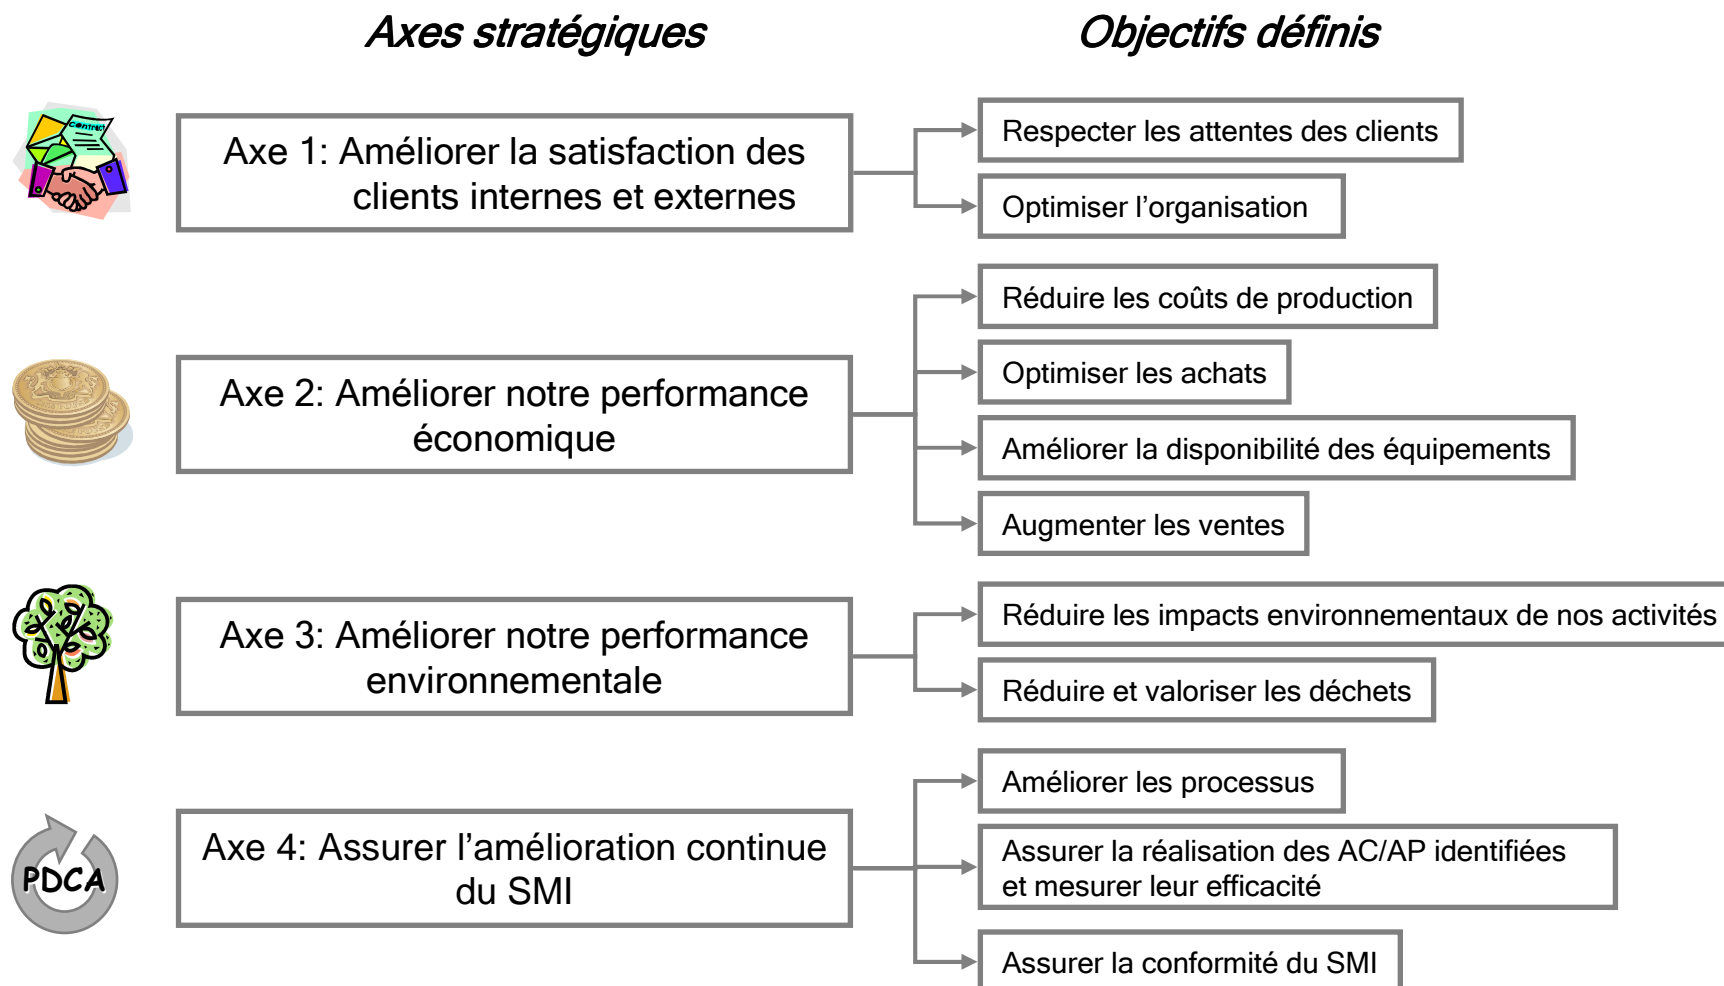 Axes stratégiques
Objectifs définis
contract
Axe 1: Améliorer la satisfaction des
clients internes et externes
Respecter les attentes des clients
Optimiser l’organisation
Axe 2: Améliorer notre performance
économique
Réduire les coûts de production
Optimiser les achats
Améliorer la disponibilité des équipements
Augmenter les ventes
Axe 3: Améliorer notre performance
environnementale
Réduire les impacts environnementaux de nos activités
Réduire et valoriser les déchets
PDCA
Axe 4: Assurer l’amélioration continue
du SMI
Améliorer les processus
Assurer la réalisation des AC/AP identifiées
et mesurer leur efficacité
Assurer la conformité du SMI